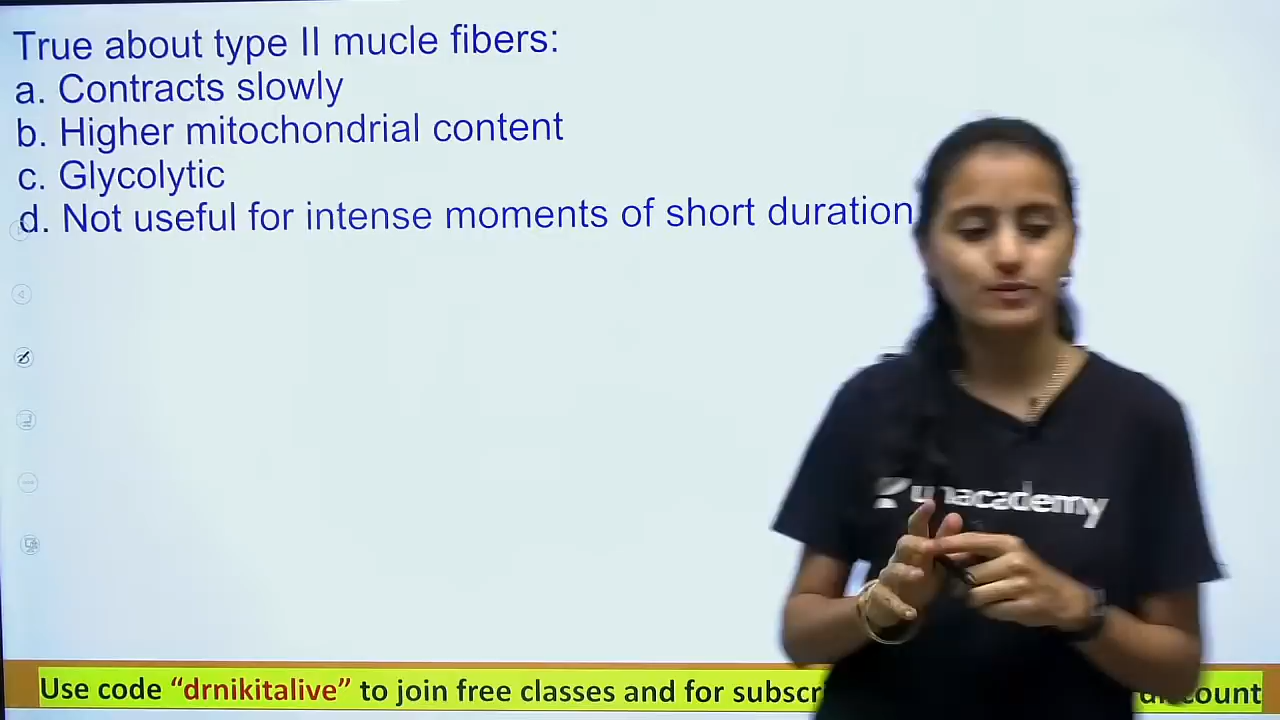 True about type II mucle fibers:
a. Contracts slowly
b. Higher mitochondrial content
c. Glycolytic
d. Not useful for intense moments of short duration
unacademy
Use code “drnikitalive” to join free classes and for subscr discount